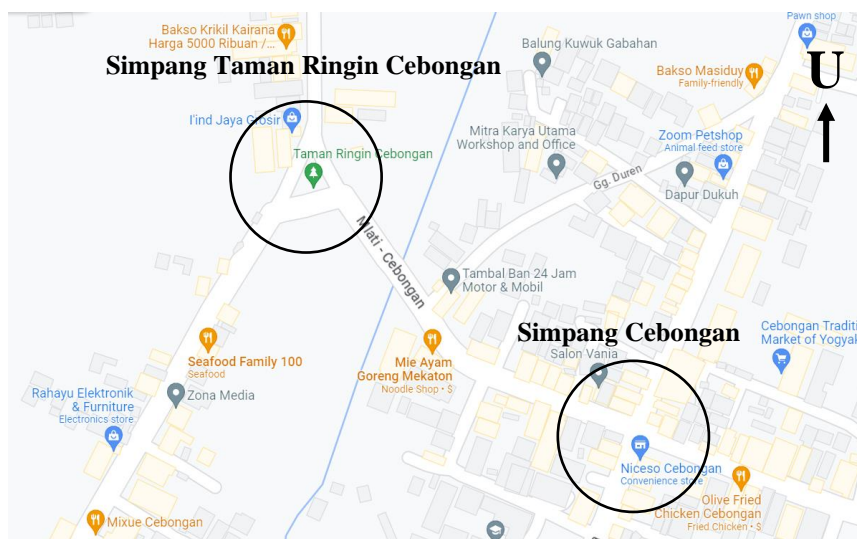 Bakso Krikil Kairana
Harga 5000 Ribuan /...
Simpang Taman Ringin Cebongan
I'ind Jaya Grosir
Taman Ringin Cebongan
Balung Kuwuk Gabahan
Pawn shop
Bakso Masiduy
Family-friendly
U
Mitra Karya Utama
Workshop and Office
Zoom Petshop
Animal feed store
Gg. Duren
Dapur Dukuh
Mlati - Cebongan
Tambal Ban 24 Jam
Motor & Mobil
Simpang Cebongan
Salon Vania
Cebongan Traditi
Market of Yogyak
Seafood Family 100
Seafood
Mie Ayam
Goreng Mekaton
Noodle Shop • $
Rahayu Elektronik
& Furniture
Electronics store
Zona Media
Niceso Cebongan
Convenience store
Olive Fried
Chicken Cebongan
Fried Chicken • $
Mixue Cebongan